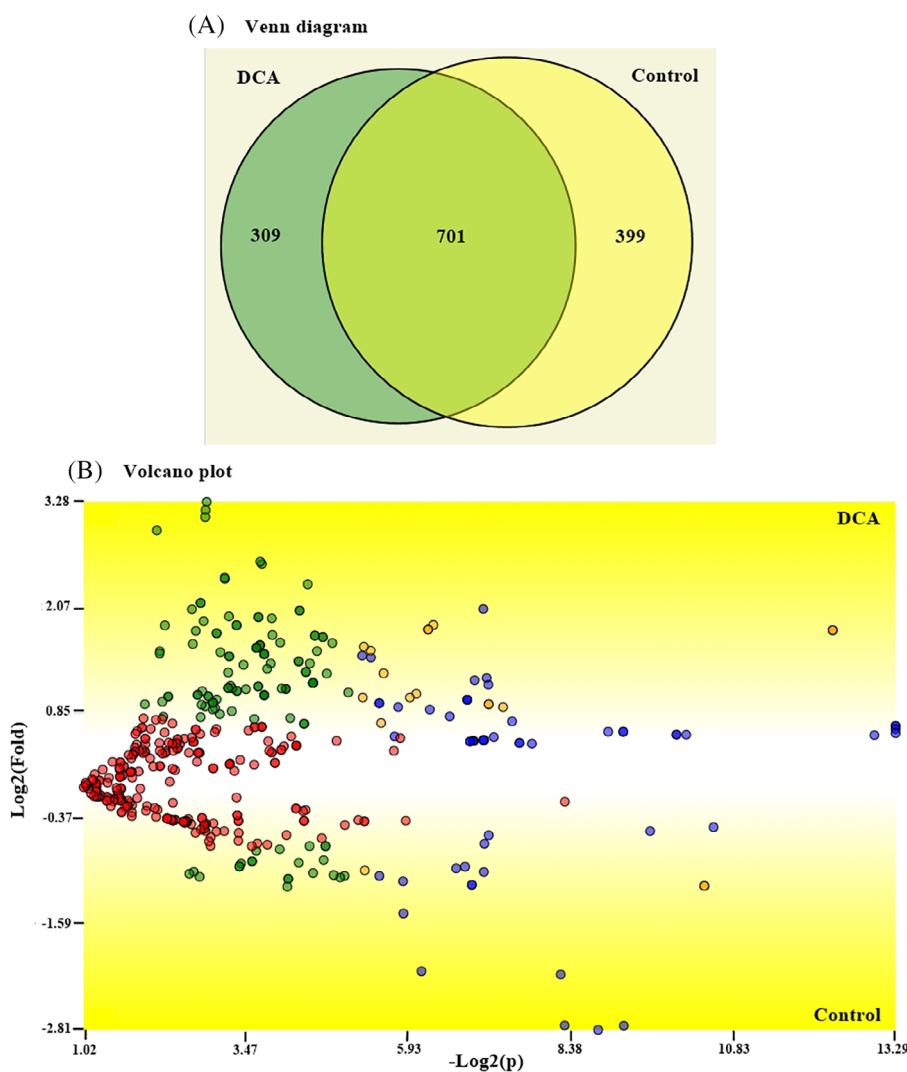 (A) Venn diagram
DCA
Control
309
701
399
(B) Volcano plot
3.28
DCA
2.07
0.85
-0.37
-1.59
Control
-2.81
Log2(Fold)
1.02
3.47
5.93
8.38
10.83
13.29
-Log2(p)